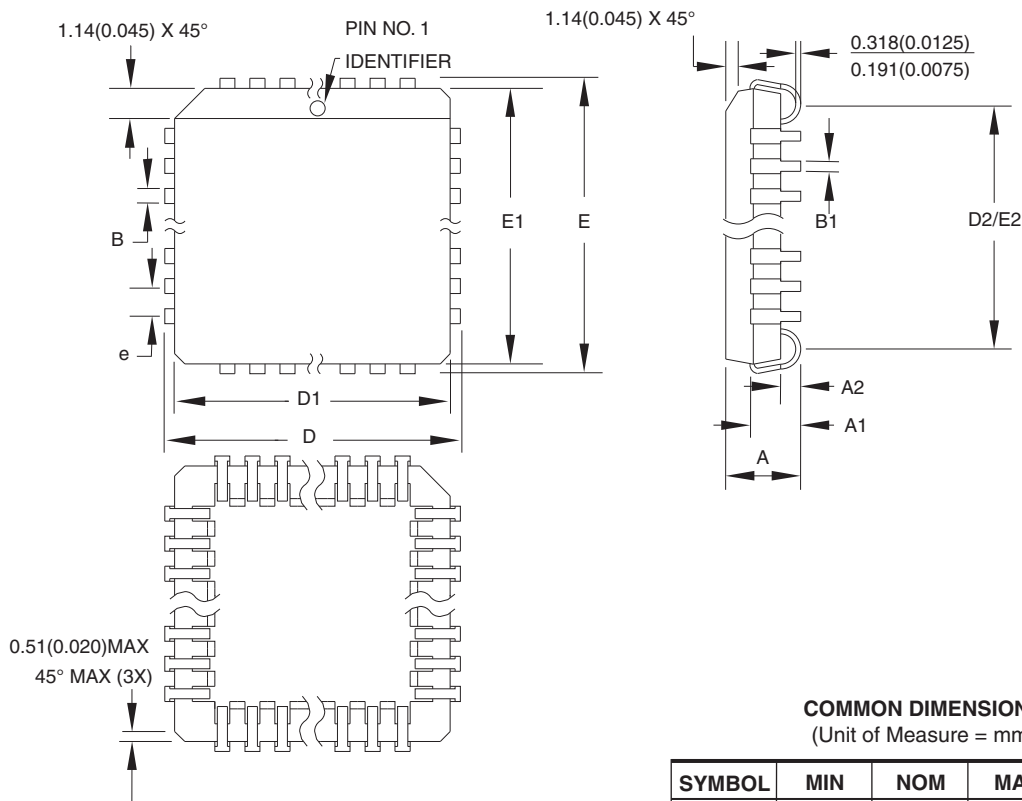 1.14(0.045) X 45°
PIN NO. 1
IDENTIFIER
1.14(0.045) X 45°
0.318(0.0125)
0.191(0.0075)
E1
E
B
e
B1
D2/E2
D1
D
A2
A1
A
0.51(0.020)MAX
45° MAX (3X)
COMMON DIMENSION
(Unit of Measure = mm
SYMBOL MIN NOM MA